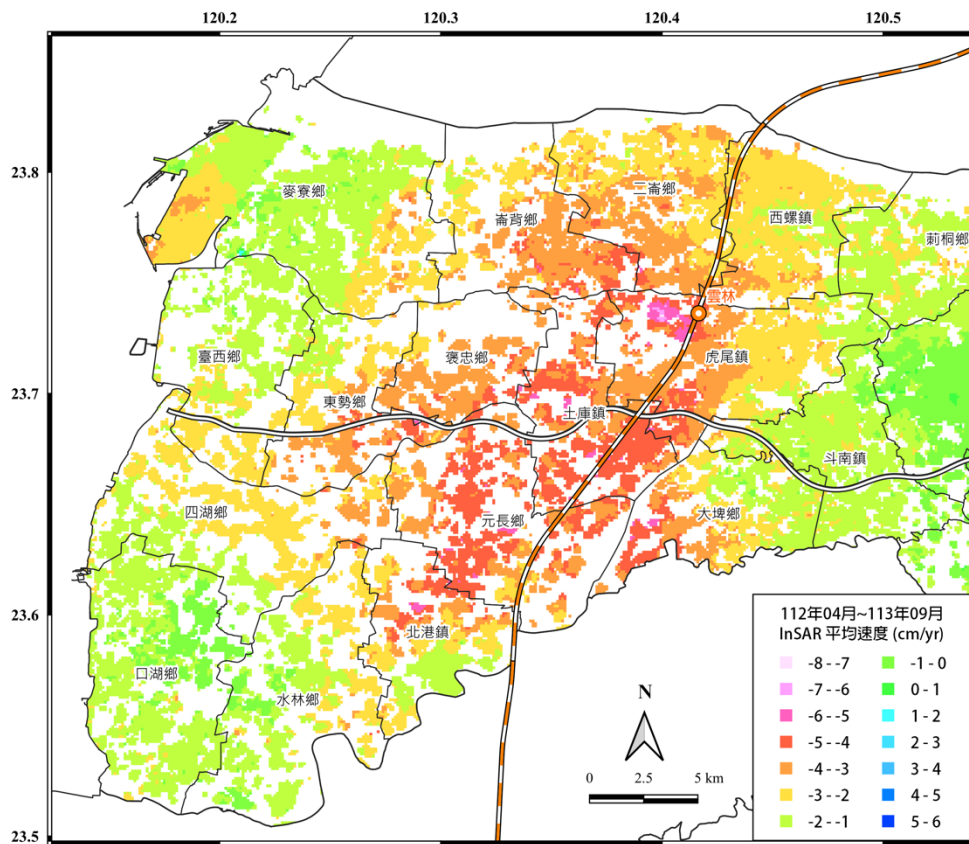 120.2 120.3 120.4 120.5
23.8
麥寮鄉
二崙鄉
崙背鄉
西螺鎮
莿桐鄉
雲林
臺西鄉
褒忠鄉
虎尾鎮
23.7
東勢鄉
土庫鎮
斗南鎮
四湖鄉
元長鄉
大埤鄉
23.6
北港鎮
口湖鄉
水林鄉
N
0 2.5 5 km
23.5
112年04月~113年09月
InSAR 平均速度 (cm/yr)
-8 - -7
-7 - -6
-6 - -5
-5 - -4
-4 - -3
-3 - -2
-2 - -1
-1 - 0
0 - 1
1 - 2
2 - 3
3 - 4
4 - 5
5 - 6